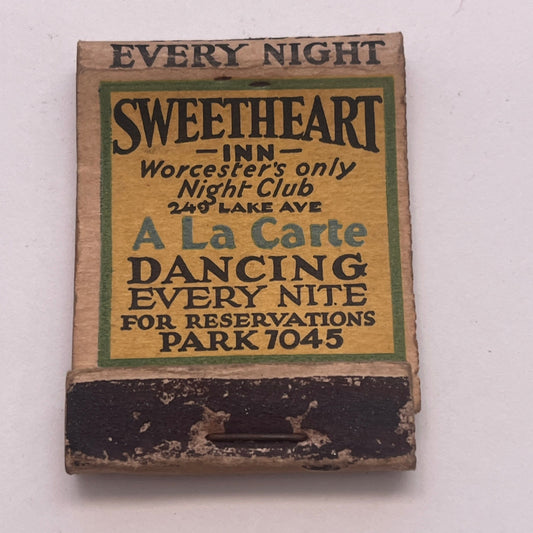 EVERY NIGHT
SWEETHEART
-INN-
Worcester's only
Night Club
240 LAKE AVE
A La Carte
DANCING
EVERY NITE
FOR RESERVATIONS
PARK 7045